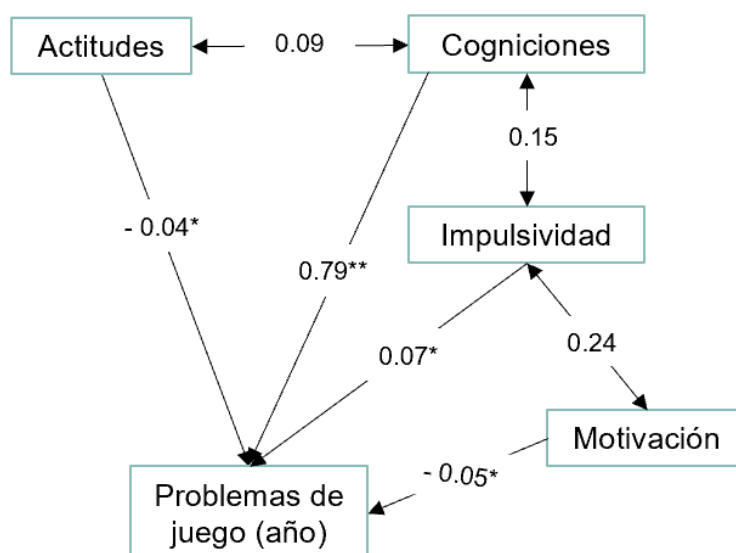 Actitudes
0.09
Cogniciones
0.15
Impulsividad
- 0.04*
0.79**
0.07*
0.24
Motivación
- 0.05*
Problemas de
juego (año)